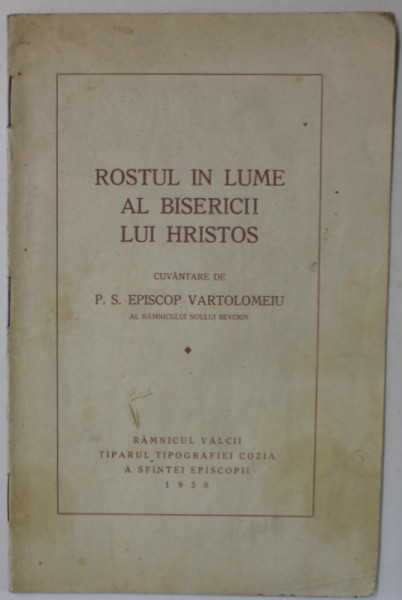 ROSTUL IN LUME
AL BISERICII
LUI HRISTOS
CUVÂNTARE DE
P. S. EPISCOP VARTOLOMEIU
AL RÂMNICULUI NOULUI SEVERIN
RÂMNICUL VÂLCII
TIPARUL TIPOGRAFIEI COZIA
A SFINTEI EPISCOPII
1930